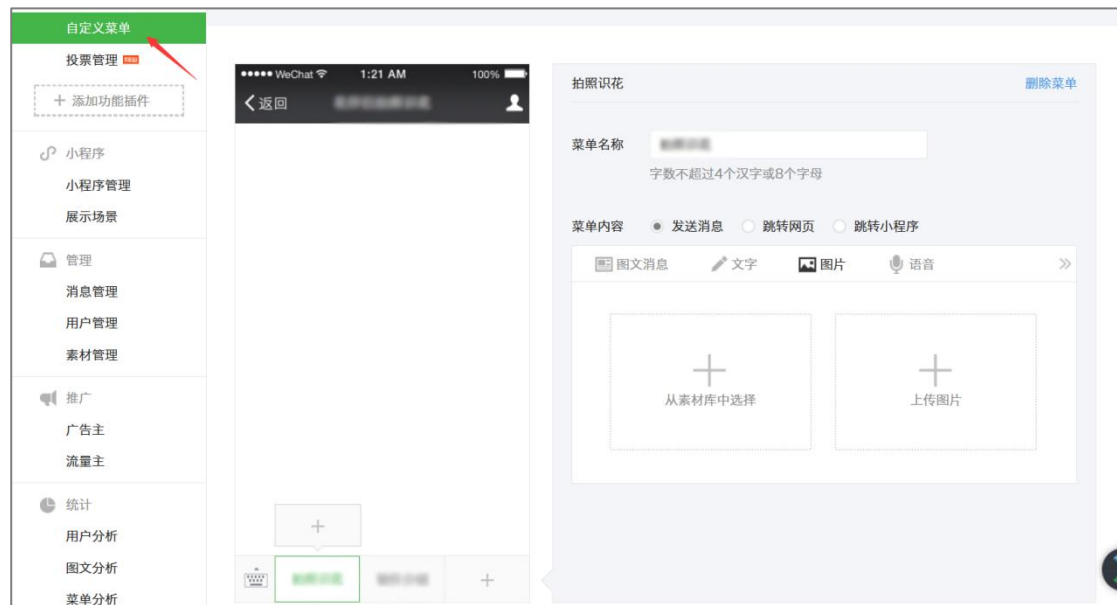 自定义菜单
投票管理
+ 添加功能插件
小程序
小程序管理
展示场景
管理
消息管理
用户管理
素材管理
推广
广告主
流量主
统计
用户分析
图文分析
菜单分析
WeChat 1:21 AM 100%
返回
拍照识花 删除菜单
菜单名称
字数不超过4个汉字或8个字母
菜单内容 发送消息 跳转网页 跳转小程序
图文消息 文字 图片 语音
从素材库中选择 上传图片